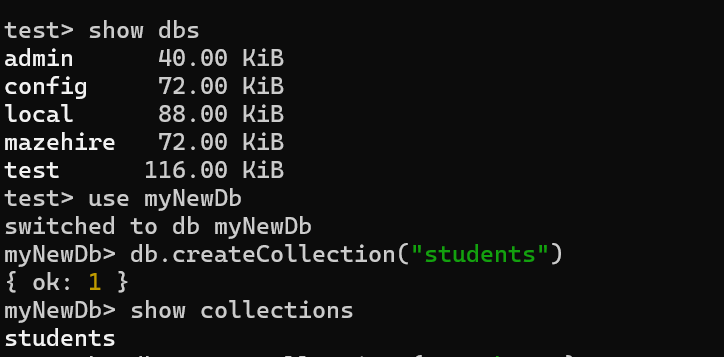 test> show dbs
admin      40.00 KiB
config     72.00 KiB
local      88.00 KiB
mazehire   72.00 KiB
test      116.00 KiB
test> use myNewDb
switched to db myNewDb
myNewDb> db.createCollection("students")
{ ok: 1 }
myNewDb> show collections
students